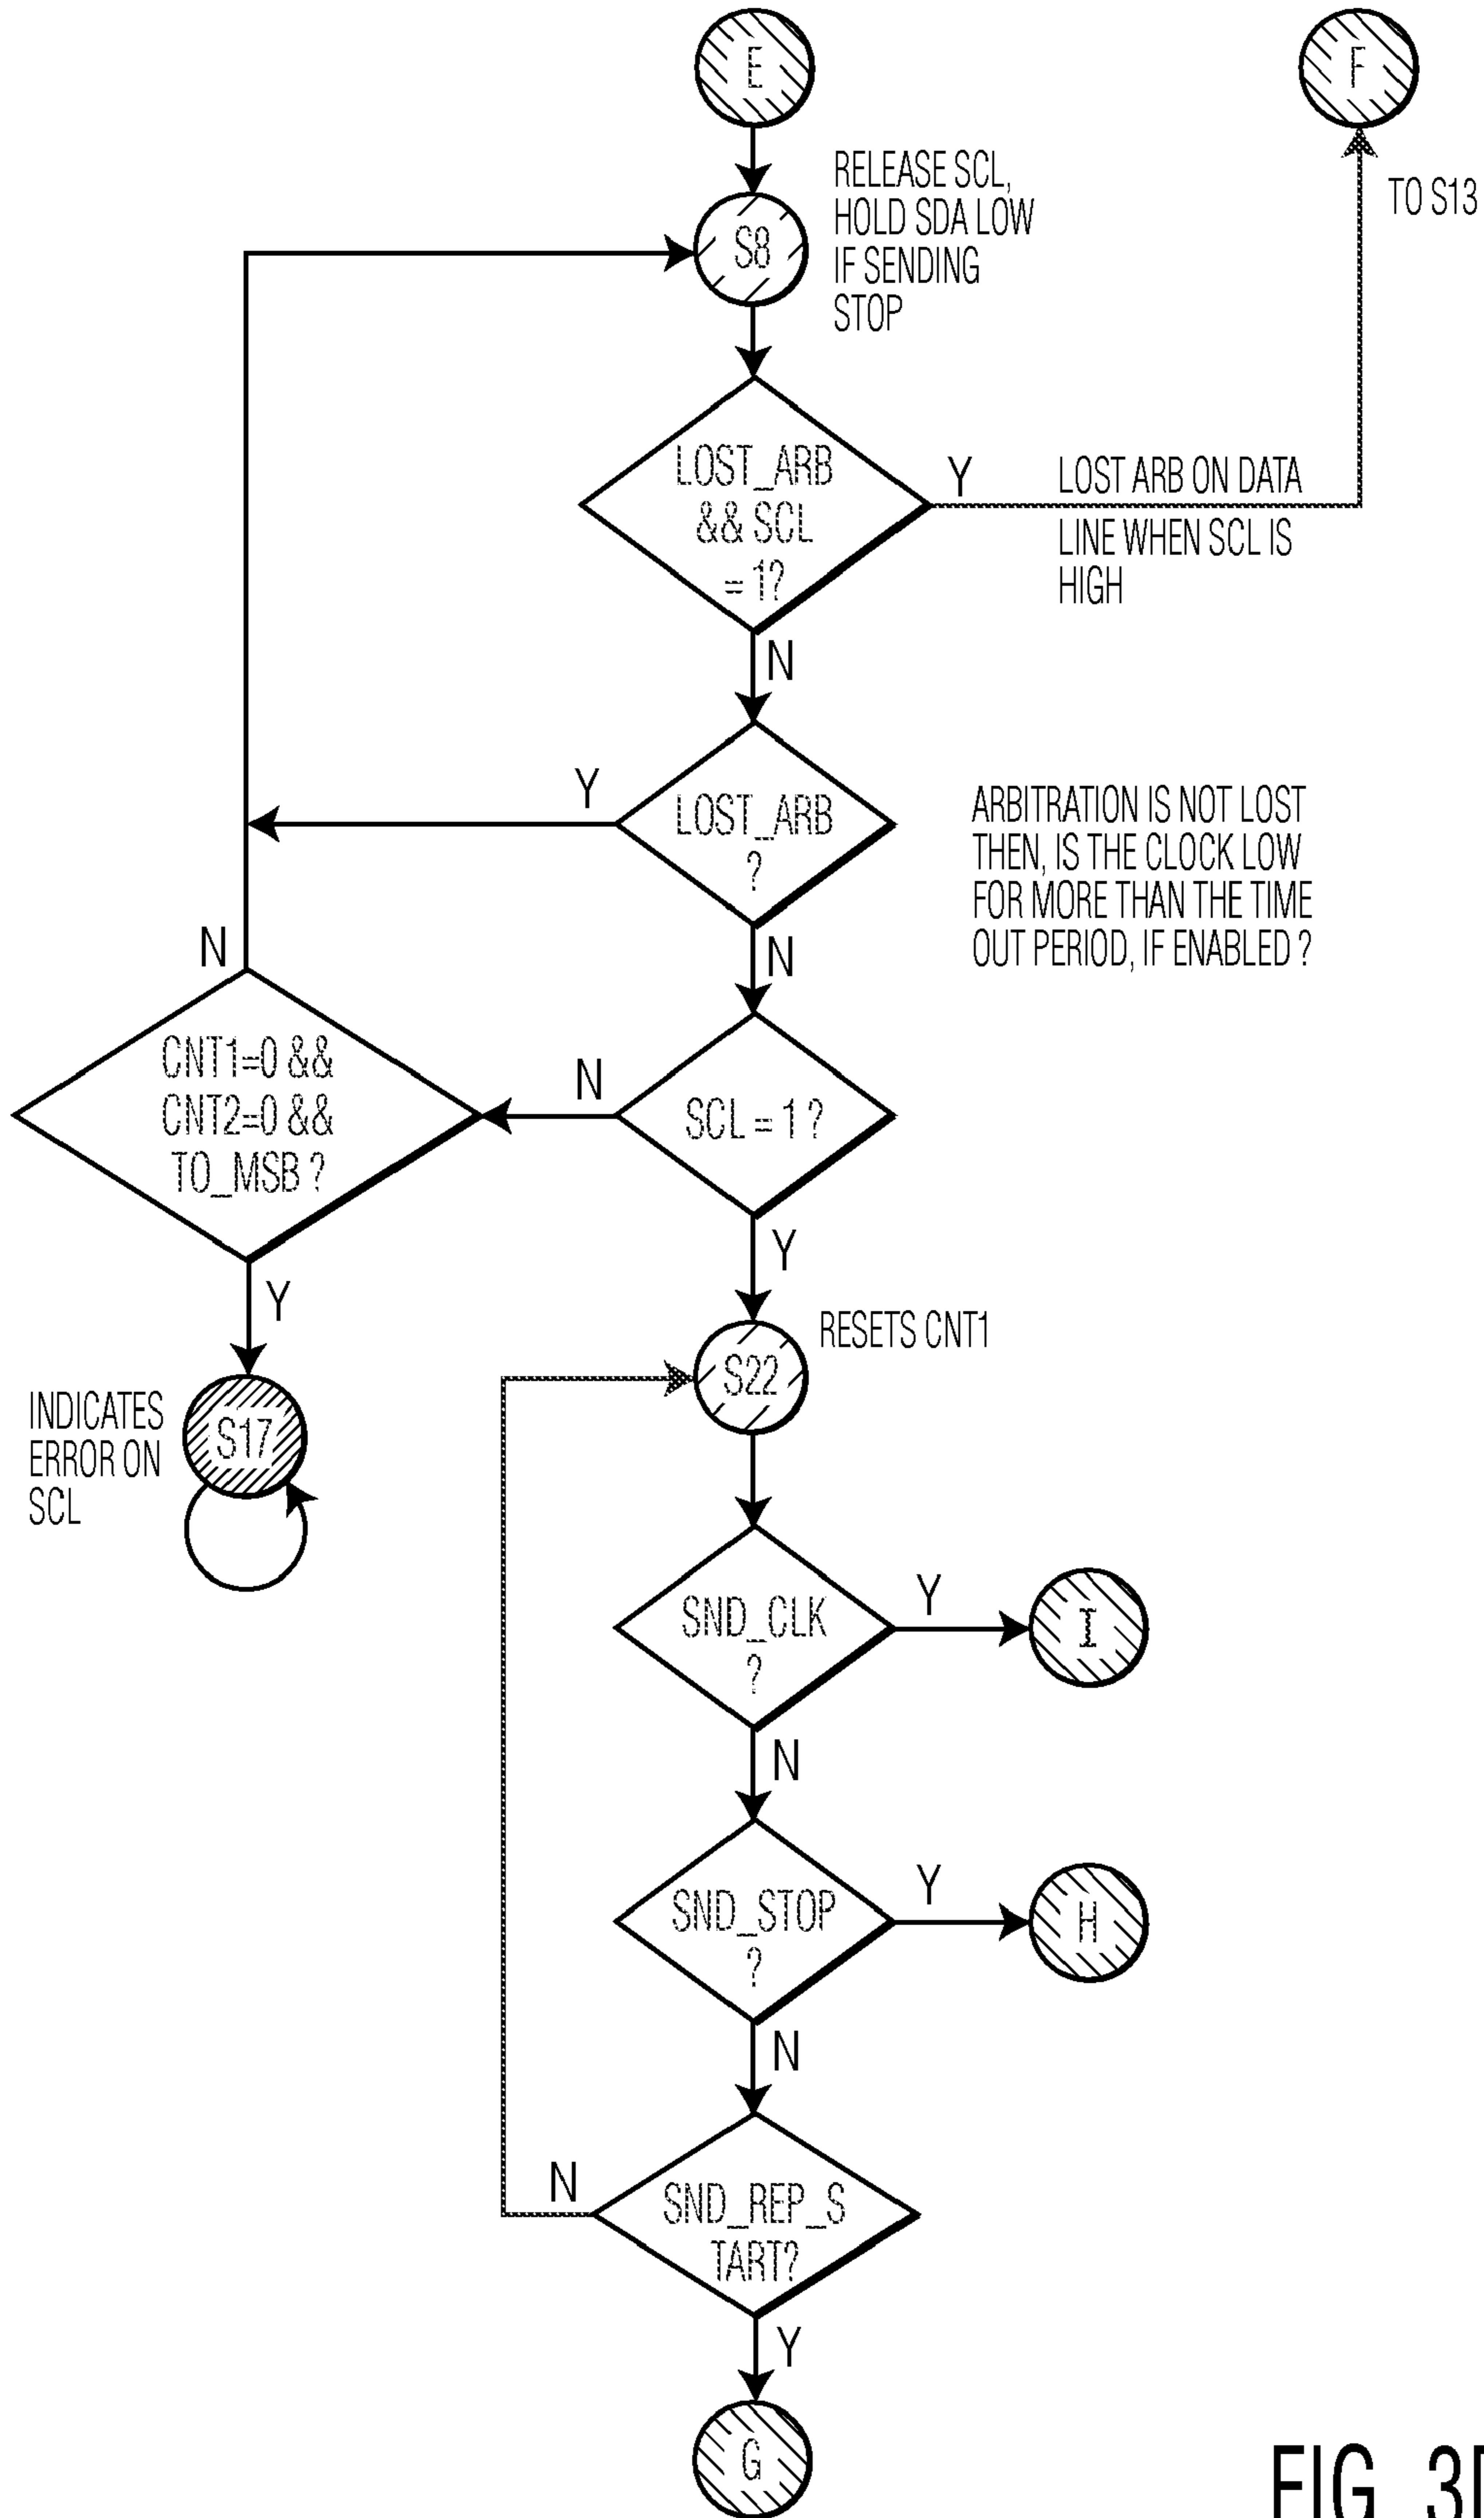 E
F
RELEASE SCL,
HOLD SDA LOW
IF SENDING
STOP
TO S13
S8
LOST_ARB
&& SCL
= 1?
Y
LOST ARB ON DATA
LINE WHEN SCL IS
HIGH
N
Y
LOST_ARB
?
ARBITRATION IS NOT LOST
THEN, IS THE CLOCK LOW
FOR MORE THAN THE TIME
OUT PERIOD, IF ENABLED ?
N
N
CNT1=0 &&
CNT2=0 &&
TO_MSB ?
N
SCL = 1 ?
Y
Y
RESETS CNT1
S22
INDICATES
ERROR ON
SCL
S17
SND_CLK
?
Y
I
N
SND_STOP
?
Y
H
N
N
SND_REP_S
TART?
Y
G
FIG. 3